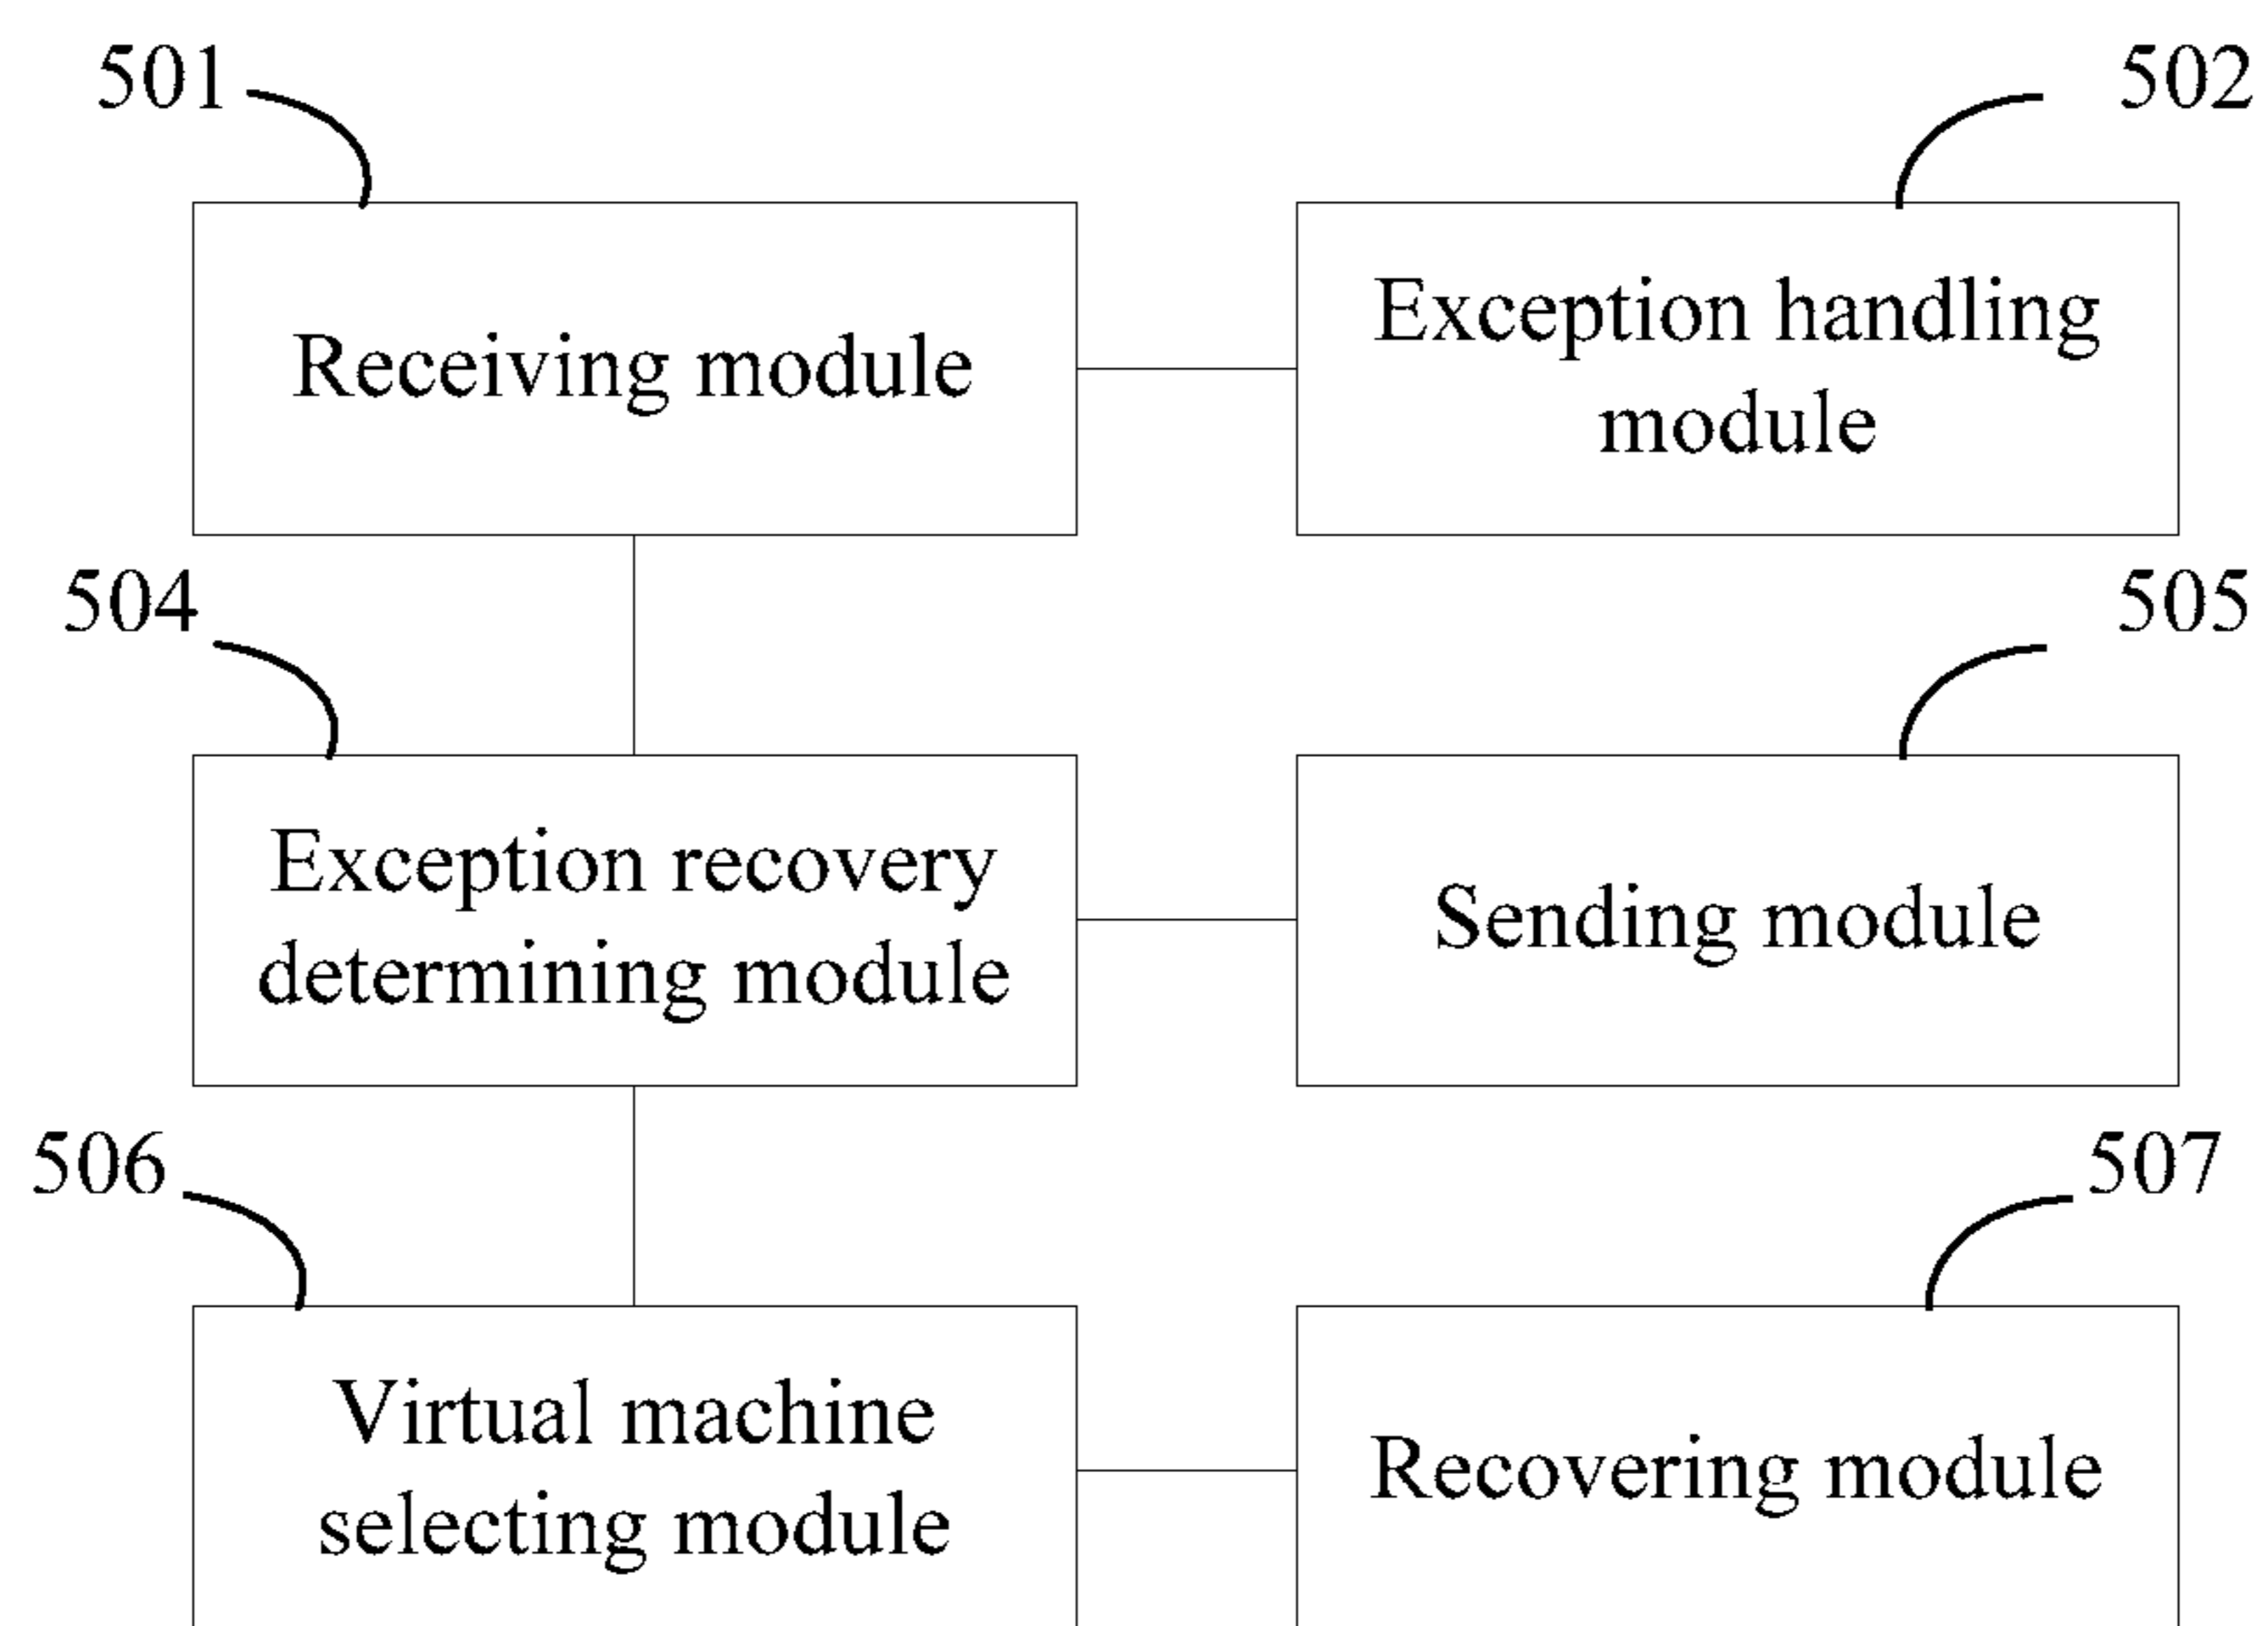 501
502
Receiving module
Exception handling
module
504
505
Exception recovery
determining module
Sending module
506
507
Virtual machine
selecting module
Recovering module